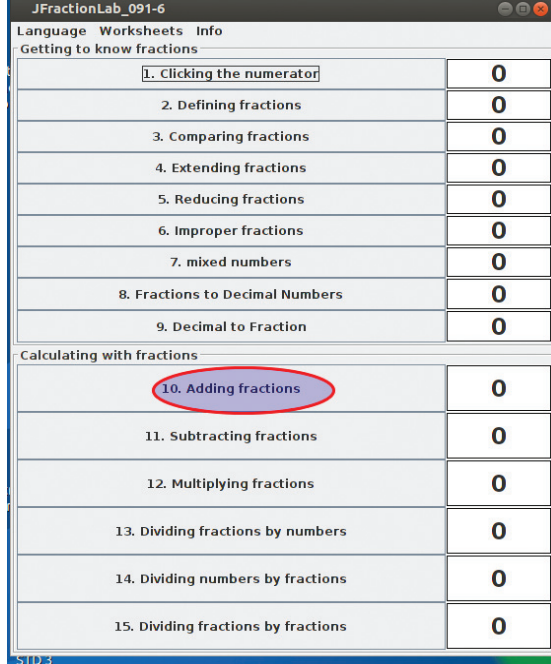 JFractionLab_091-6
Language Worksheets Info
Getting to know fractions
1. Clicking the numerator 0
2. Defining fractions 0
3. Comparing fractions 0
4. Extending fractions 0
5. Reducing fractions 0
6. Improper fractions 0
7. mixed numbers 0
8. Fractions to Decimal Numbers 0
9. Decimal to Fraction 0
Calculating with fractions
10. Adding fractions 0
11. Subtracting fractions 0
12. Multiplying fractions 0
13. Dividing fractions by numbers 0
14. Dividing numbers by fractions 0
15. Dividing fractions by fractions 0
STD 3